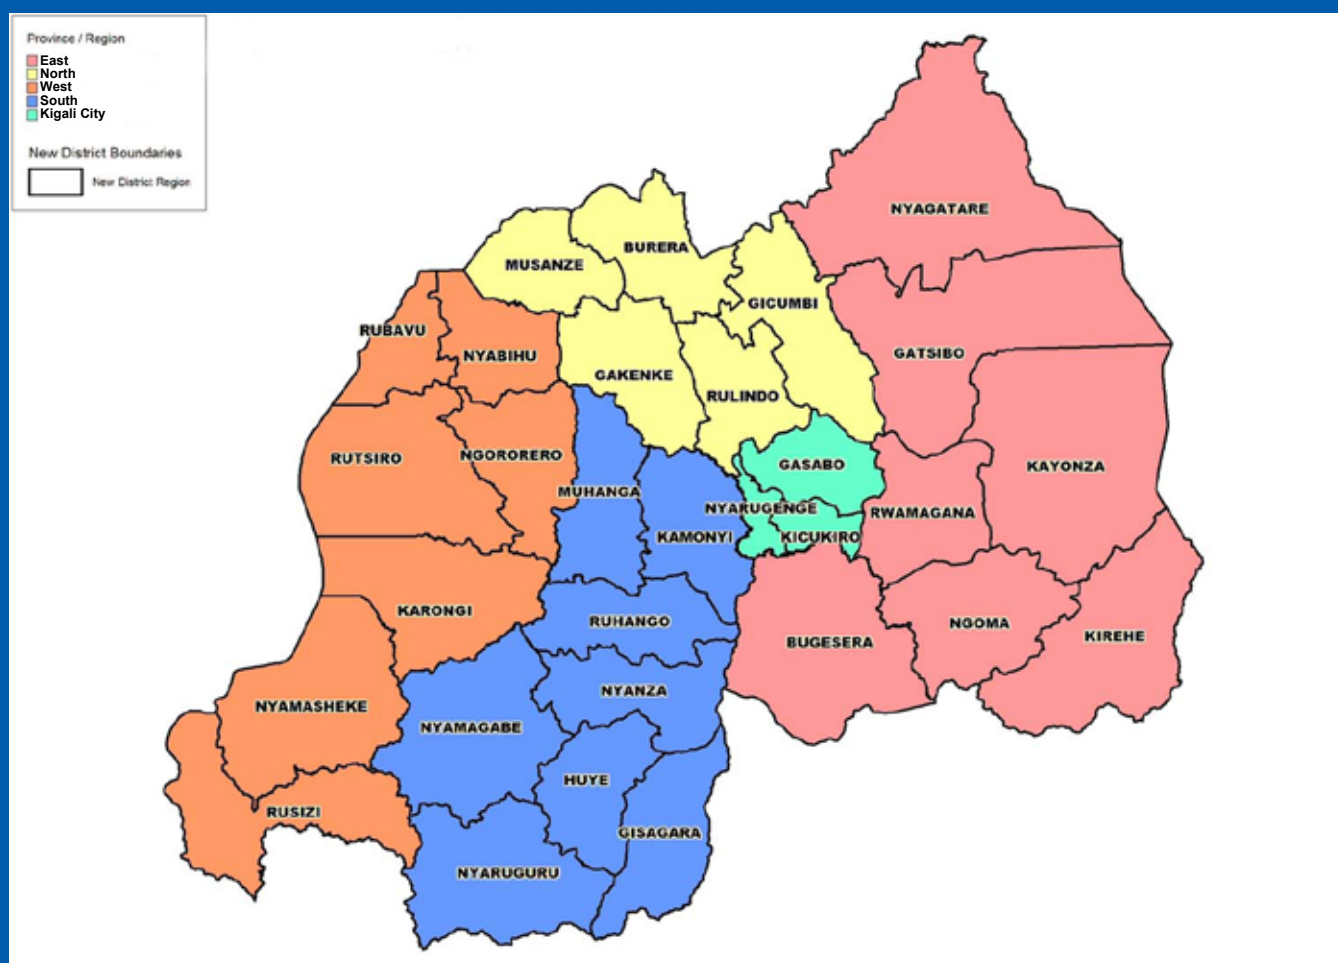 Province / Region
East
North
West
South
Kigali City
New District Boundaries
New District Region
NYAGATARE
BURERA
MUSANZE
GICUMBI
RUBAVU
NYABIHU
GATSIBO
GAKENKE
RULINDO
RUTSIRO
NGORORERO
GASABO
KAYONZA
MUHANGA
NYARUGENGE
RWAMAGANA
KAMONYI
KICUKIRO
KARONGI
RUHANGO
NGOMA
KIREHE
BUGESERA
NYANZA
NYAMASHEKE
NYAMAGABE
HUYE
RUSIZI
GISAGARA
NYARUGURU